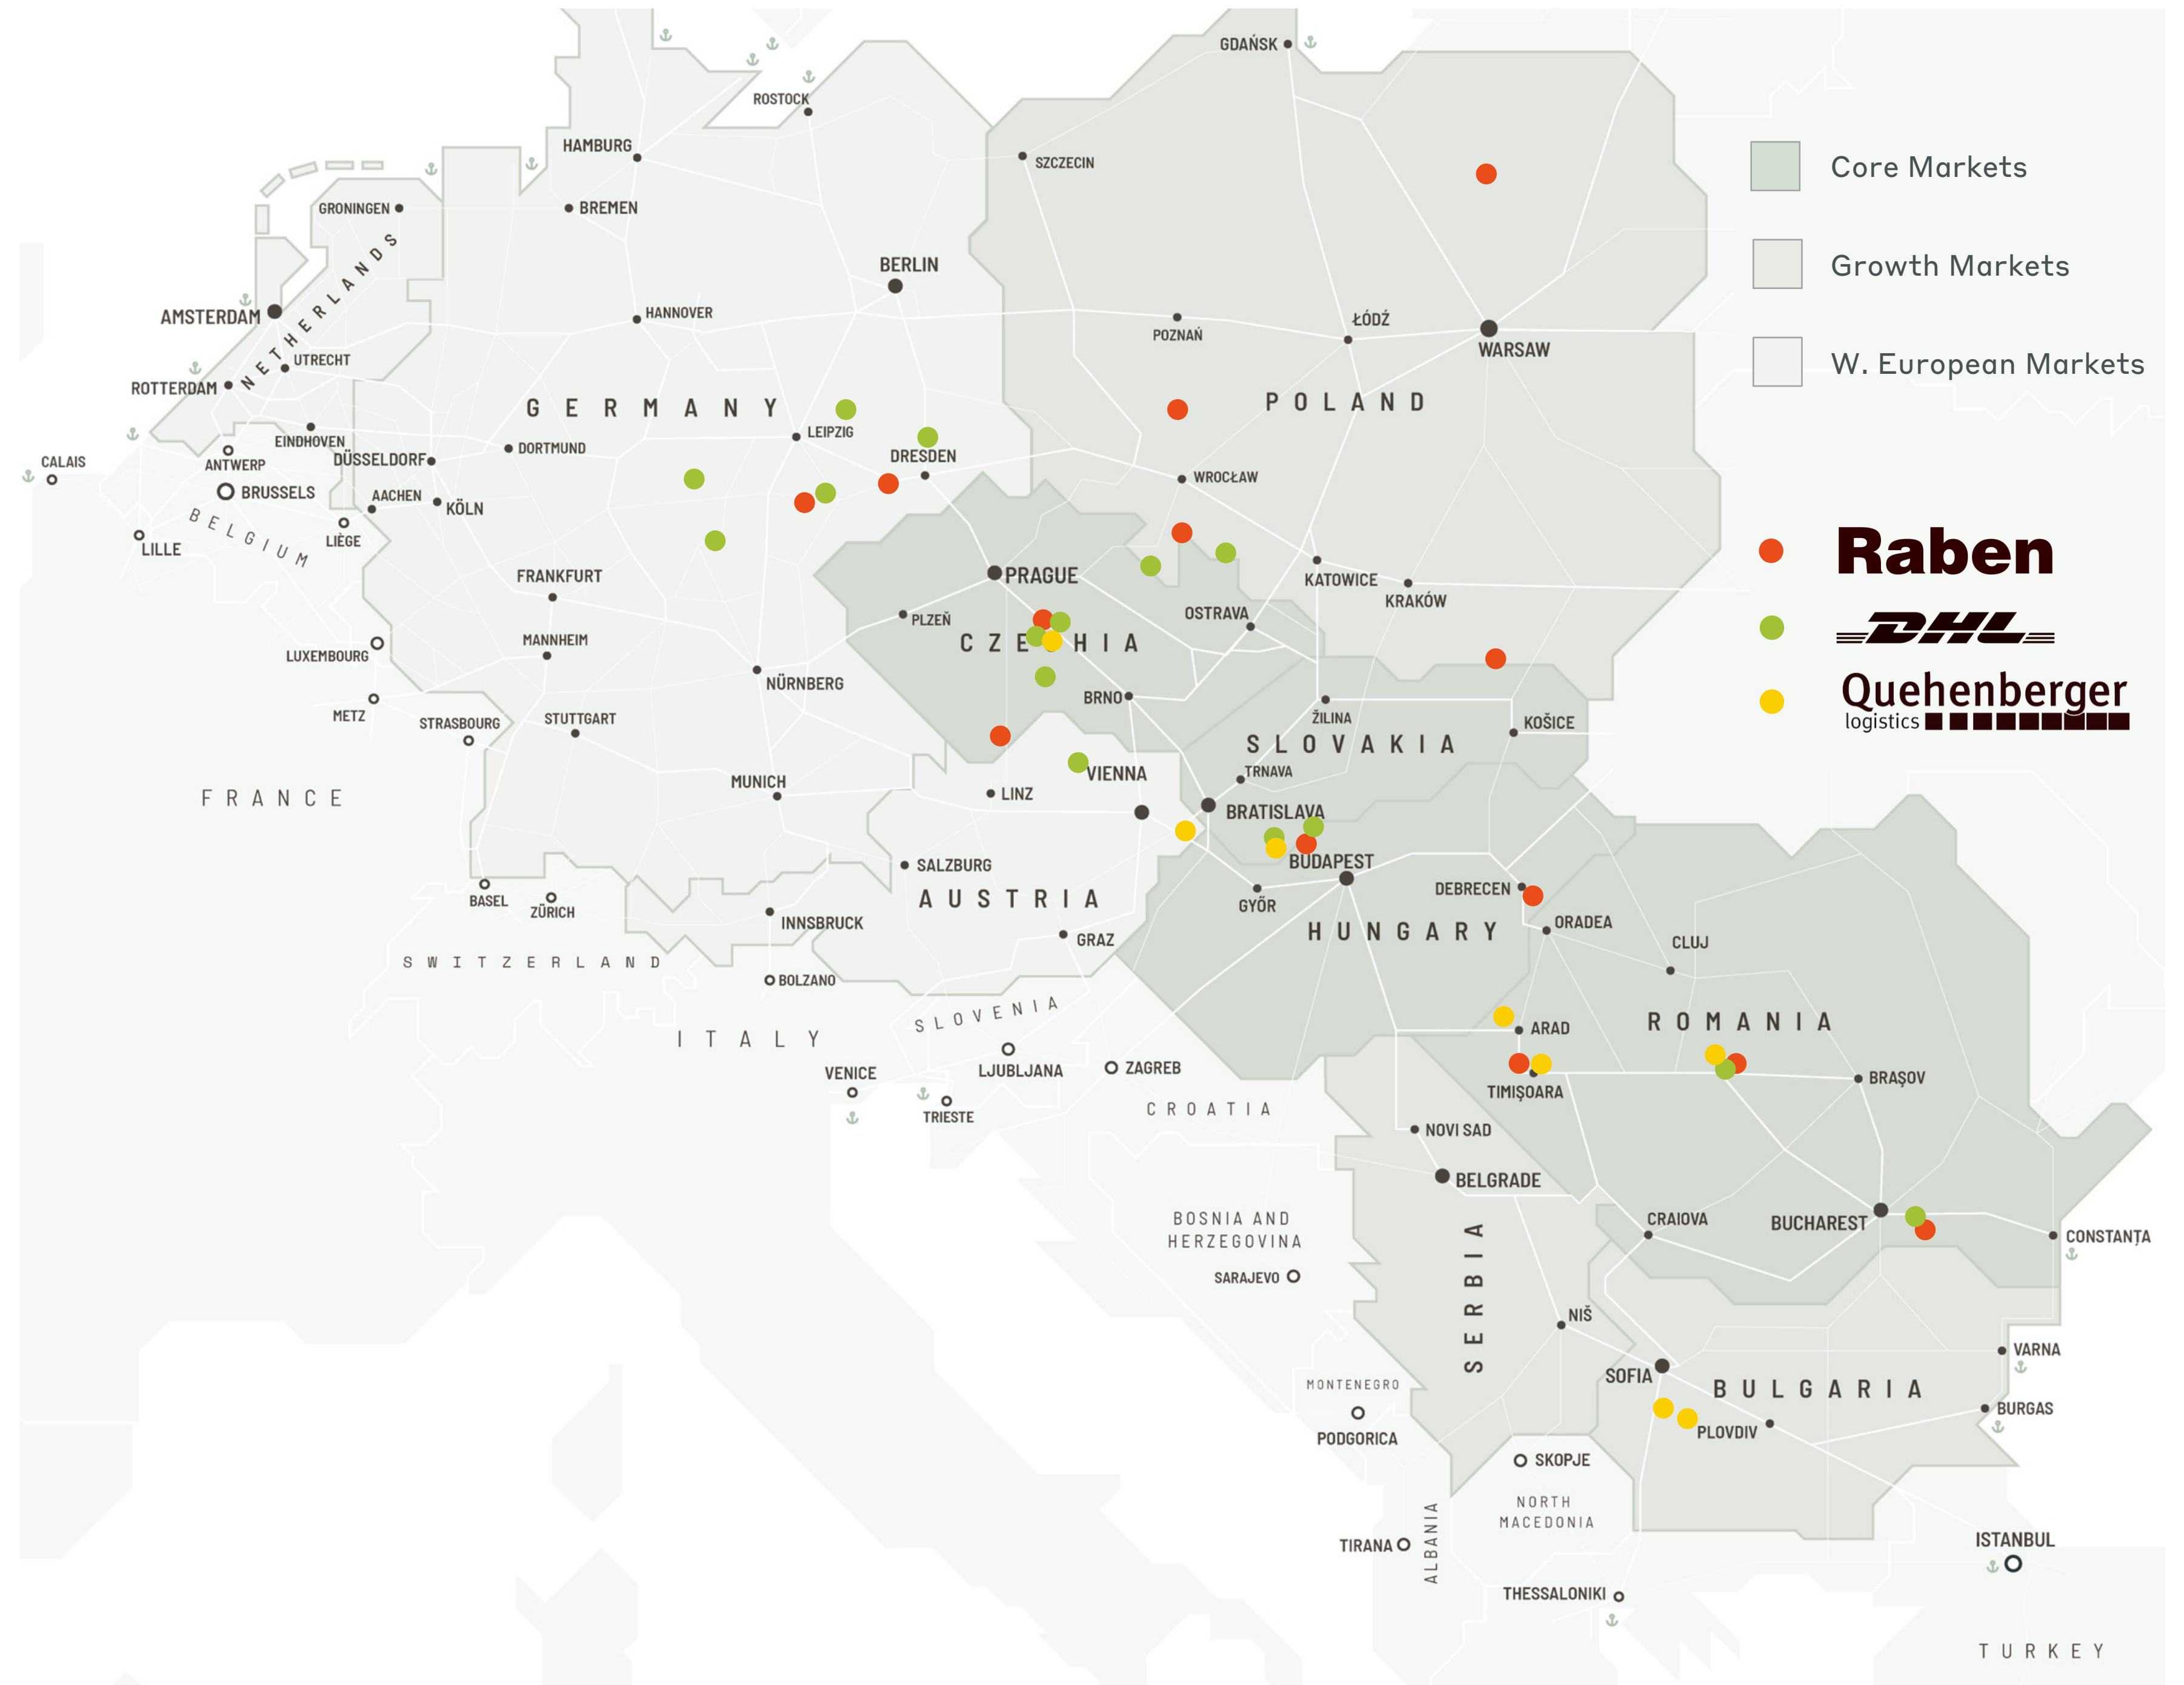 GDAŃSK
ROSTOCK
HAMBURG
SZCZECIN
Core Markets
GRONINGEN
BREMEN
NETHERLANDS
BERLIN
Growth Markets
AMSTERDAM
HANNOVER
POZNAŃ
ŁÓDŹ
WARSAW
UTRECHT
ROTTERDAM
W. European Markets
GERMANY
POLAND
EINDHOVEN
LEIPZIG
DORTMUND
DÜSSELDORF
DRESDEN
CALAIS
ANTWERP
WROCŁAW
BRUSSELS
AACHEN
KÖLN
BELGIUM
LIÈGE
LILLE
Raben
FRANKFURT
PRAGUE
KATOWICE
KRAKÓW
OSTRAVA
PLZEŇ
DHL
MANNHEIM
CZECHIA
LUXEMBOURG
NÜRNBERG
BRNO
Quehenberger
logistics
METZ
STRASBOURG
STUTTGART
ŽILINA
KOŠICE
SLOVAKIA
TRNAVA
VIENNA
MUNICH
LINZ
FRANCE
BRATISLAVA
BUDAPEST
SALZBURG
DEBRECEN
BASEL
ZÜRICH
AUSTRIA
GYŐR
INNSBRUCK
ORADEA
HUNGARY
GRAZ
CLUJ
SWITZERLAND
BOLZANO
SLOVENIA
ARAD
ROMANIA
ITALY
LJUBLJANA
ZAGREB
VENICE
TIMIŞOARA
BRAŞOV
TRIESTE
CROATIA
NOVI SAD
BELGRADE
BOSNIA AND
HERZEGOVINA
CRAIOVA
BUCHAREST
CONSTANȚA
SARAJEVO
SERBIA
NIŠ
VARNA
SOFIA
BULGARIA
MONTENEGRO
BURGAS
PODGORICA
PLOVDIV
SKOPJE
NORTH
MACEDONIA
TIRANA
ALBANIA
ISTANBUL
THESSALONIKI
TURKEY